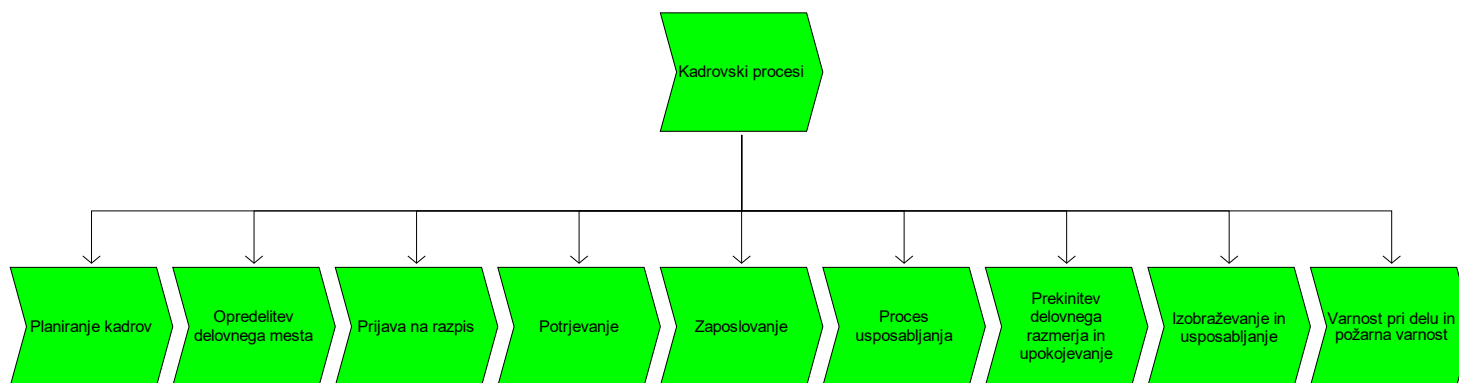 Kadrovski procesi
Planiranje kadrov
Opredelitev
delovnega mesta
Prijava na razpis
Potrjevanje
Zaposlovanje
Proces
usposabljanja
Prekinitev
delovnega
razmerja in
upokojevanje
Izobraževanje in
usposabljanje
Varnost pri delu in
požarna varnost